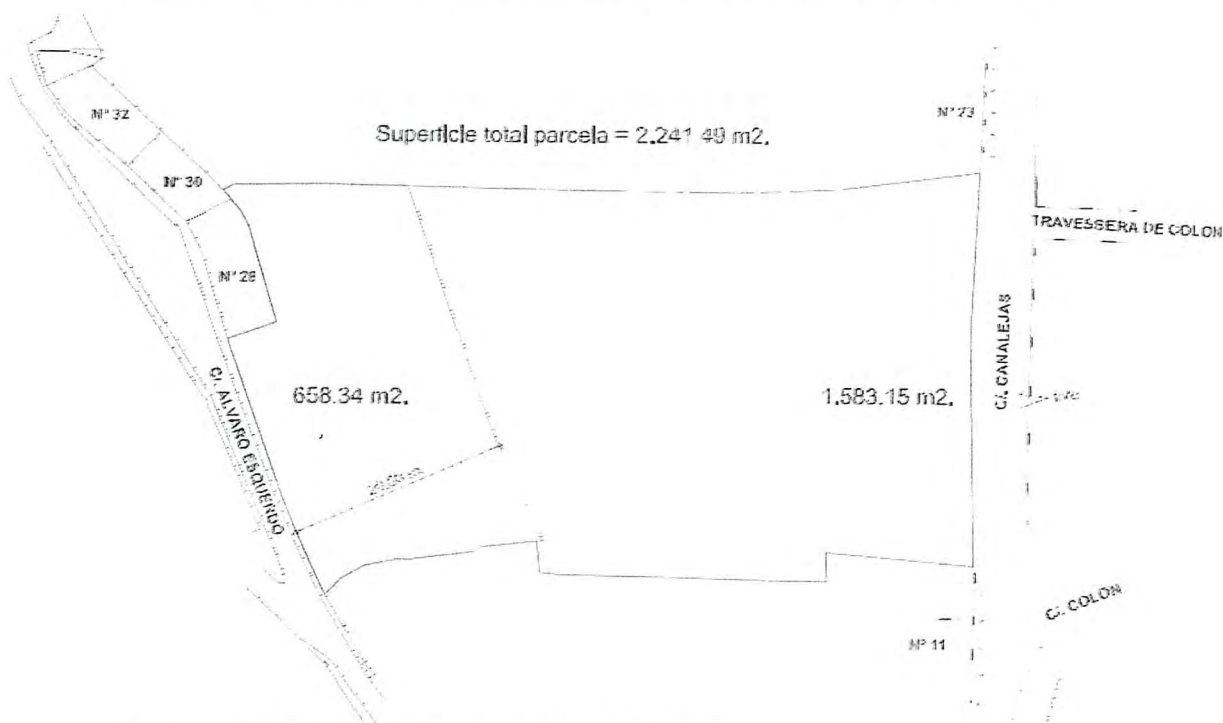 Nº 32
Nº 23
Superficie total parcela = 2.241 49 m2.
Nº 30
TRAVESSERA DE COLON
Nº 28
C/. CANALEJAS
C/. ALVARO ESQUERDO
658.34 m2.
1.583.15 m2.
C/. COLON
Nº 11